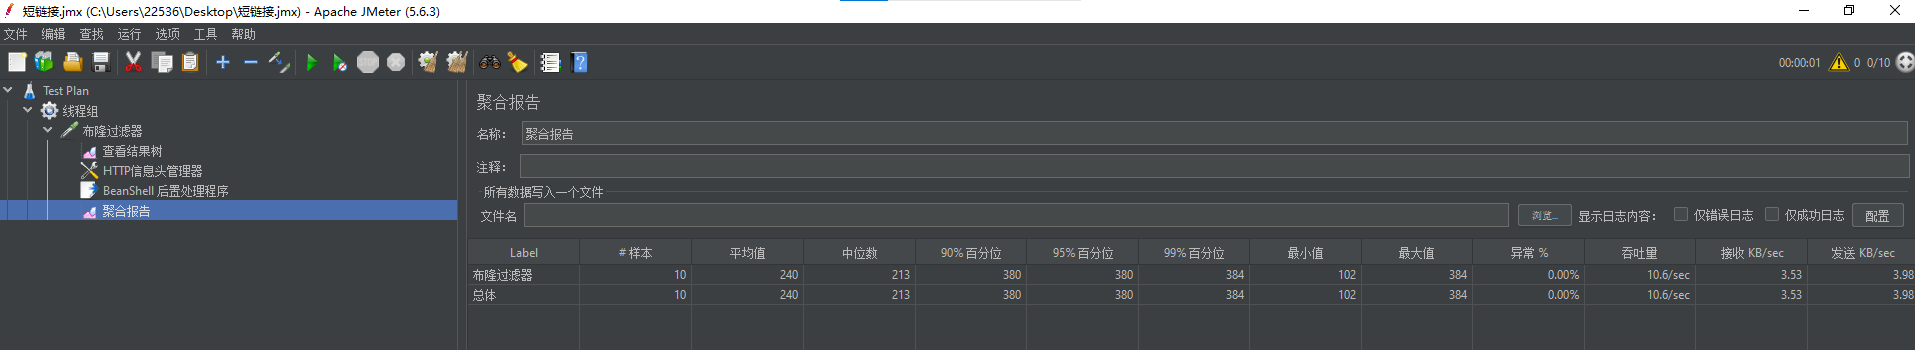 短链接.jmx (C:\Users\22536\Desktop\短链接.jmx) - Apache JMeter (5.6.3)
文件 编辑 查找 运行 选项 工具 帮助
STOP 00:00:01 0 0/10
Test Plan
线程组
布隆过滤器
查看结果树
HTTP信息头管理器
BeanShell 后置处理程序
聚合报告
聚合报告
名称: 聚合报告
注释:
所有数据写入一个文件
文件名 浏览... 显示日志内容: 仅错误日志 仅成功日志 配置
Label # 样本 平均值 中位数 90% 百分位 95% 百分位 99% 百分位 最小值 最大值 异常 % 吞吐量 接收 KB/sec 发送 KB/sec
布隆过滤器 10 240 213 380 380 384 102 384 0.00% 10.6/sec 3.53 3.98
总体 10 240 213 380 380 384 102 384 0.00% 10.6/sec 3.53 3.98